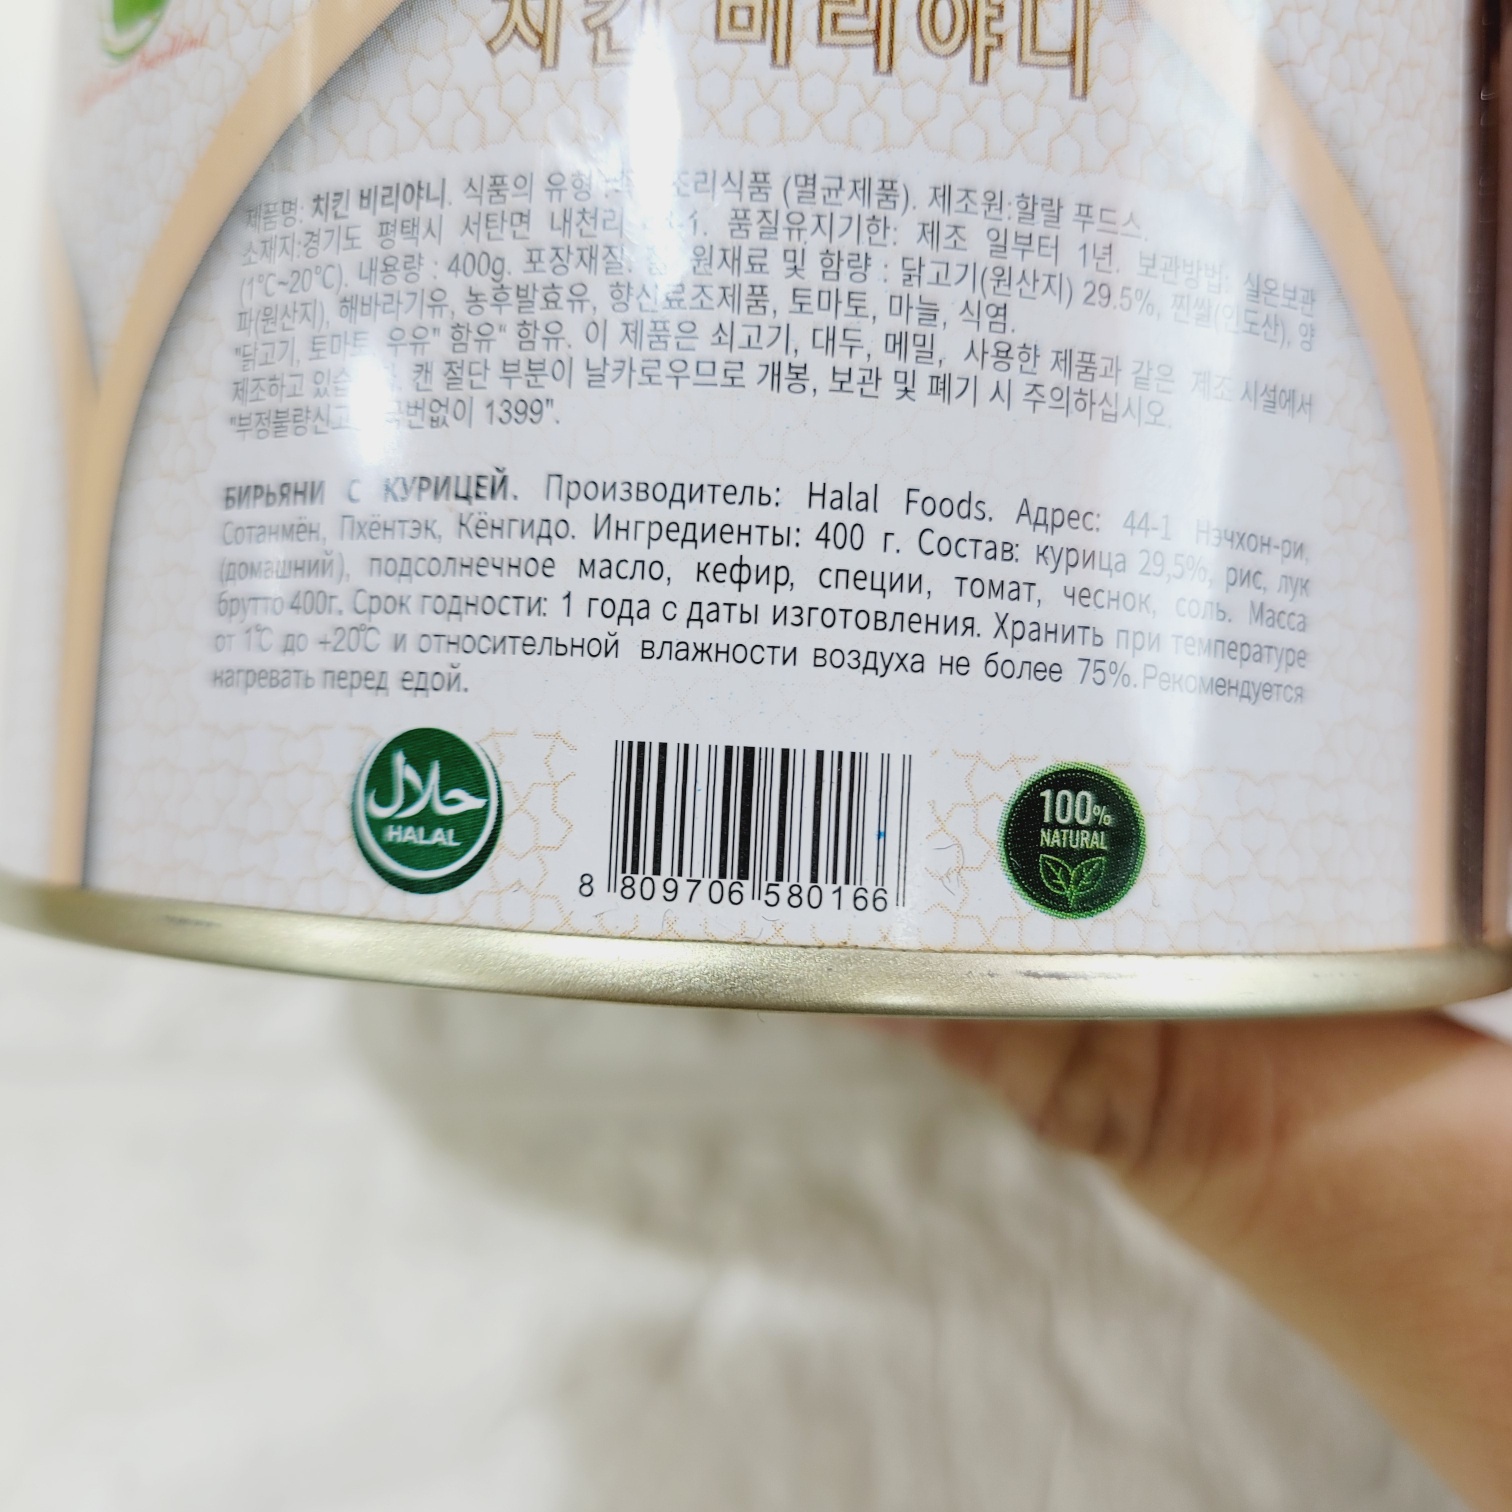 치킨 비리야니
제품명: 치킨 비리야니. 식품의 유형 조리식품 (멸균제품). 제조원:할랄 푸드스.
소재지:경기도 평택시 서탄면 내천리 -1. 품질유지기한: 제조 일부터 1년. 보관방법: 실온보관
(1°C~20°C). 내용량 : 400g. 포장재질: 원재료 및 함량 : 닭고기(원산지) 29.5%, 찐쌀(인도산), 양
파(원산지), 해바라기유, 농후발효유, 향신료조제품, 토마토, 마늘, 식염.
"닭고기, 토마토 우유" 함유" 함유. 이 제품은 쇠고기, 대두, 메밀, 사용한 제품과 같은 제조 시설에서
제조하고 캔 절단 부분이 날카로우므로 개봉, 보관 및 폐기 시 주의하십시오.
"부정불량신고 국번없이 1399".
БИРЬЯНИ С КУРИЦЕЙ. Производитель: Halal Foods. Адрес: 44-1 Нэчхон-ри,
Сотанмён, Пхёнтэк, Кёнгидо. Ингредиенты: 400 г. Состав: курица 29,5%, рис, лук
(домашний), подсолнечное масло, кефир, специи, томат, чеснок, соль. Масса
брутто 400г. Срок годности: 1 года с даты изготовления. Хранить при температуре
от 1°C до +20°C и относительной влажности воздуха не более 75%. Рекомендуется
нагревать перед едой.
حلال
HALAL
8 809706 580166
100%
NATURAL